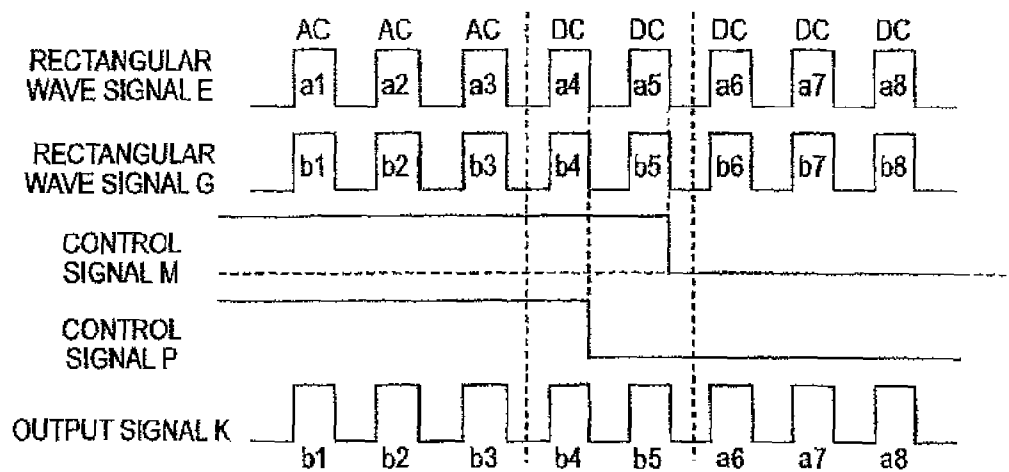 AC AC AC DC DC DC DC DC
RECTANGULAR
WAVE SIGNAL E
a1 a2 a3 a4 a5 a6 a7 a8
RECTANGULAR
WAVE SIGNAL G
b1 b2 b3 b4 b5 b6 b7 b8
CONTROL
SIGNAL M
CONTROL
SIGNAL P
OUTPUT SIGNAL K
b1 b2 b3 b4 b5 a6 a7 a8